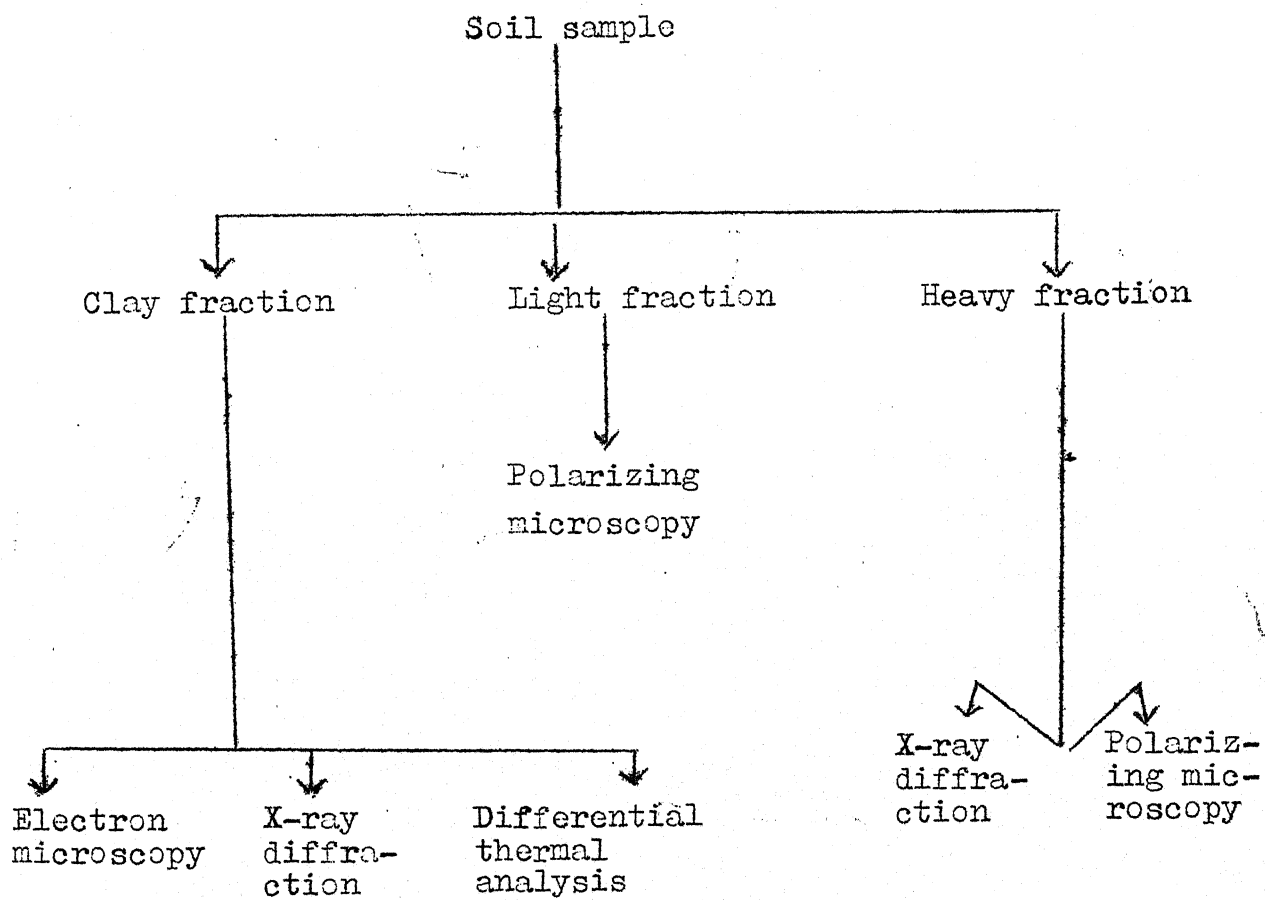 Soil sample
Clay fraction
Light fraction
Heavy fraction
Polarizing
microscopy
Electron
microscopy
X-ray
diffra-
ction
Differential
thermal
analysis
X-ray
diffra-
ction
Polariz-
ing mic-
roscopy